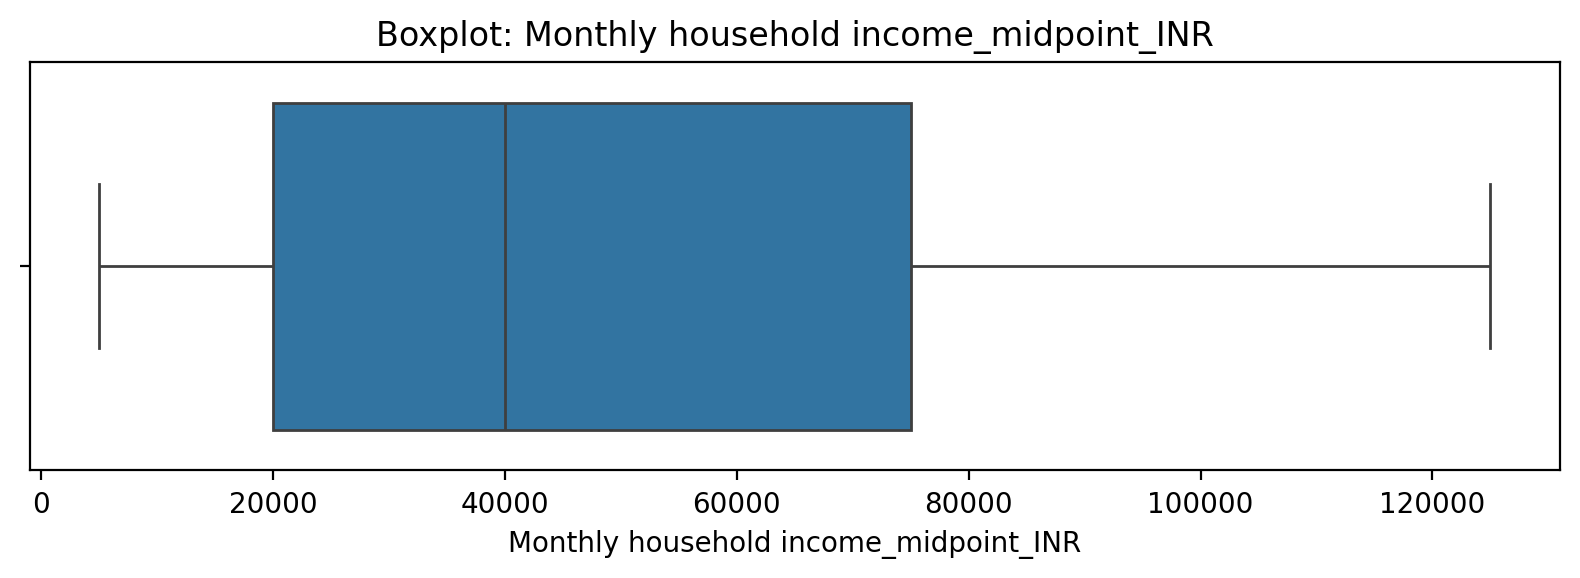 Boxplot: Monthly household income_midpoint_INR
0 20000 40000 60000 80000 100000 120000
Monthly household income_midpoint_INR